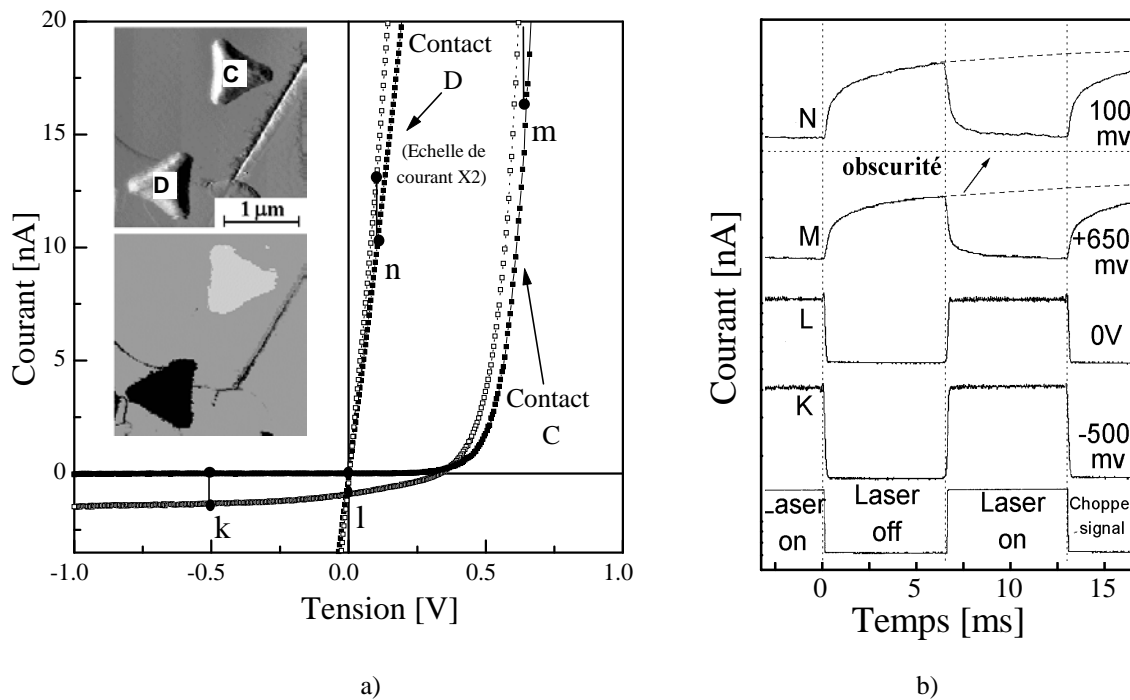 20
15
10
5
0
Courant [nA]
-1.0
-0.5
0.0
0.5
1.0
Tension [V]
C
D
1 μm
Contact
D
(Echelle de
courant X2)
m
n
Contact
C
k
l
a)
Courant [nA]
N
100
mv
obscurité
M
+650
mv
L
0V
K
-500
mv
Laser
on
Laser
off
Laser
on
Choppe
signal
0
5
10
15
Temps [ms]
b)